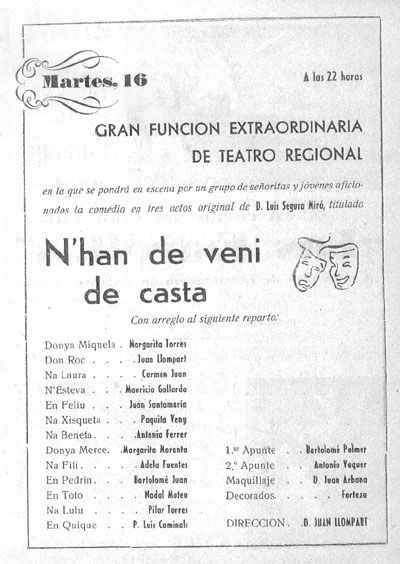 Martes, 16
A las 22 horas
GRAN FUNCION EXTRAORDINARIA
DE TEATRO REGIONAL
en la que se pondrá en escena por un grupo de señoritas y jóvenes aficio-
nados la comedia en tres actos original de D. Luis Segura Miró, titulada
N'han de veni
de casta
Con arreglo al siguiente reparto:
Donya Miquela . Margarita Torres
Don Roc . . . . Juan Llompart
Na Laura . . . . Carmen Juan
N'Esteva . . . . Mauricio Gallardo
En Feliu . . . Juan Santamaría
Na Xisqueta . . . Paquita Veny
Na Beneta. . . . Antonia Ferrer
Donya Merce. . Margarita Moranta
Na Fili. . . . . Adela Fuentes
En Pedrin. . . . Bartolomé Juan
En Toto . . . . Nadal Mateu
Na Lulu . . . . Pilar Torres
En Quique . . P. Luis Caminals
1.er Apunte . . Bartolomé Palmer
2.º Apunte . . Antonio Vaquer
Maquillaje . . D. Juan Arbona
Decorados. . . . . Forteza
DIRECCION. . D. JUAN LLOMPART